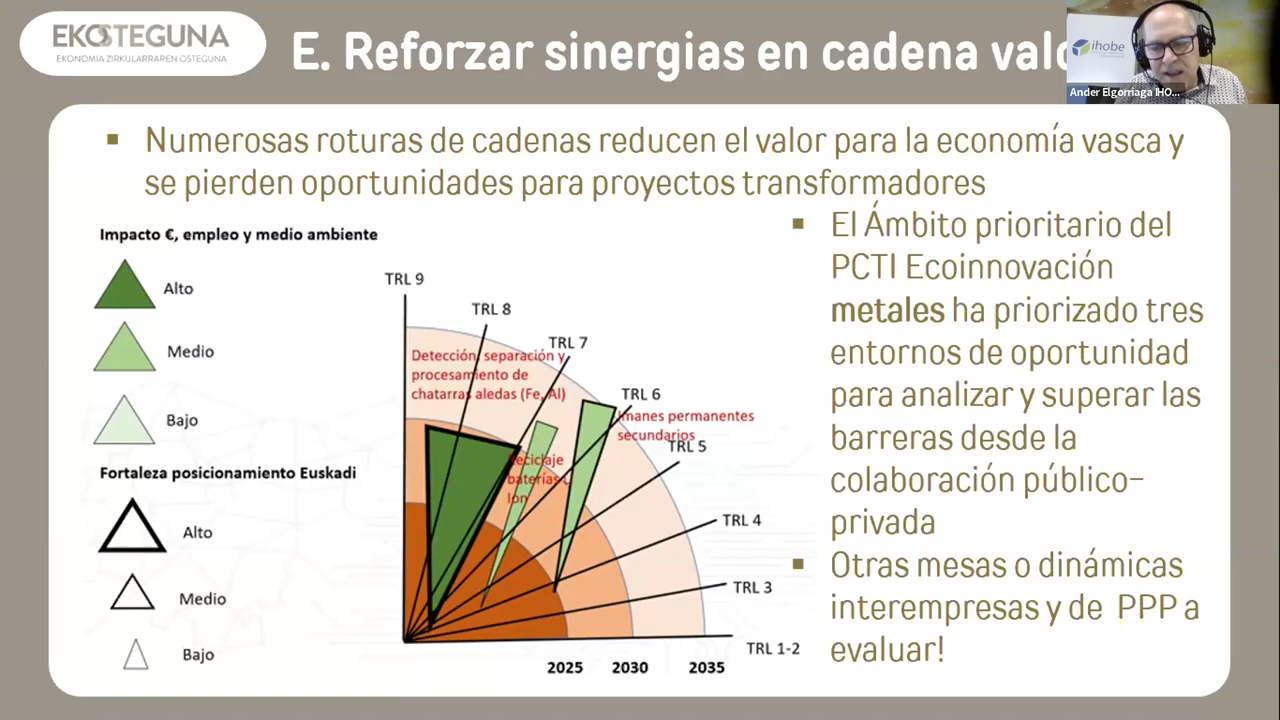 EKOSTEGUNA
EKONOMIA ZIRKULARRAREN OSTEGUNA
E. Reforzar sinergias en cadena
ihobe
Ander Elgorriaga IHO...
▪ Numerosas roturas de cadenas reducen el valor para la economía vasca y
se pierden oportunidades para proyectos transformadores
Impacto €, empleo y medio ambiente
Alto
Medio
Bajo
Fortaleza posicionamiento Euskadi
Alto
Medio
Bajo
TRL 9
TRL 8
TRL 7
TRL 6
TRL 5
TRL 4
TRL 3
TRL 1-2
Detección, separación y
procesamiento de
chatarras aledas (Fe, Al)
Imanes permanentes
secundarios
Reciclaje
baterías
Ion
2025
2030
2035
▪ El Ámbito prioritario del
PCTI Ecoinnovación
metales ha priorizado tres
entornos de oportunidad
para analizar y superar las
barreras desde la
colaboración público-
privada
▪ Otras mesas o dinámicas
interempresas y de PPP a
evaluar!